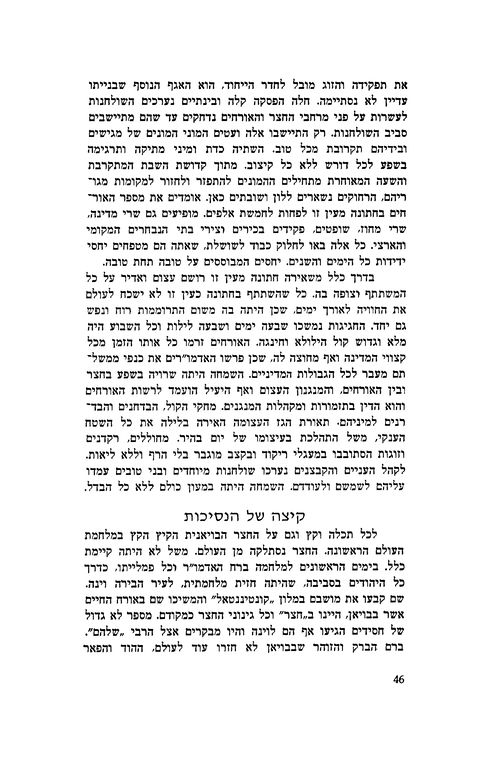 את תפקידה והזוג מובל לחדר הייחוד, הוא האגף הנוסף שבנייתו
עדיין לא נסתיימה. חלה הפסקה קלה ובינתיים נערכים השולחנות
לעשרות על פני מרחבי החצר והאורחים נדחקים עד שהם מתיישבים
סביב השולחנות. רק התיישבו אלה ועטים המוני המונים של מגישים
ובידיהם תקרובת מכל טוב. השתיה כדת ומיני מתיקה ותרגימה
בשפע לכל דורש ללא כל קיצוב. מתוך קדושת השבת המתקרבת
והשעה המאוחרת מתחילים ההמונים להתפזר ולחזור למקומות מגו־
ריהם, הרחוקים נשארים ללון ושובתים כאן. אומדים את מספר האור־
חים בחתונה מעין זו לפחות לחמשת אלפים. מופיעים גם שרי מדינה,
שרי מחוז, שופטים, פקידים בכירים וצירי בתי הנבחרים המקומי
והארצי. כל אלה באו לחלוק כבוד לשושלת, שאתה הם מטפחים יחסי
ידידות כל הימים והשנים. יחסים המבוססים על טובה תחת טובה.
בדרך כלל משאירה חתונה מעין זו רושם עצום ואדיר על כל
המשתתף וצופה בה. כל שהשתתף בחתונה כעין זו לא ישכח לעולם
את החוויה לאורך ימים, שכן היתה בה משום התרוממות רוח ונפש
גם יחד. החגיגות נמשכו שבעה ימים ושבעה לילות וכל השבוע היה
מלא וגדוש קול הילולא וחינגה. האורחים זרמו כל אותו הזמן מכל
קצווי המדינה ואף מחוצה לה, שכן פרשו האדמו״רים את כנפי ממשל־
תם מעבר לכל הגבולות המדיניים. השמחה היתה שרויה בשפע בחצר
ובין האורחים, והמנגנון העצום ואף היעיל הועמד לרשות האורחים
והוא הדין בתזמורות ומקהלות המנגנים. מחקי הקול, הבדחנים והבד־
רנים למיניהם. תאורת הגז העצומה האירה בלילה את כל השטח
הענקי, משל התהלכת בעיצומו של יום בהיר. מחוללים, רקדנים
וזוגות הסתובבו במעגלי ריקוד ובקצב מוגבר בלי הרף וללא ליאות.
לקהל העניים והקבצנים נערכו שולחנות מיוחדים ובני טובים עמדו
עליהם לשמשם ולעודדם. השמחה היתה במעון כולם ללא כל הבדל.
קיצה של הנסיכות
לכל תכלה וקץ וגם על החצר הבויאנית הקיץ הקץ במלחמת
העולם הראשונה. החצר נסתלקה מן העולם. משל לא היתה קיימת
כלל. בימים הראשונים למלחמה ברח האדמו״ר וכל פמלייתו, כדרך
כל היהודים בסביבה, שהיתה חזית מלחמתית, לעיר הבירה וינה.
שם קבעו את מושבם במלון „קונטיננטאל״ והמשיכו שם באורח החיים
אשר בבויאן, היינו ב„חצר״ וכל גינוני החצר כמקודם. מספר לא גדול
של חסידים הגיעו אף הם לוינה והיו מבקרים אצל הרבי „שלהם״.
ברם הברק והזוהר שבבויאן לא חזרו עוד לעולם, ההוד והפאר
46